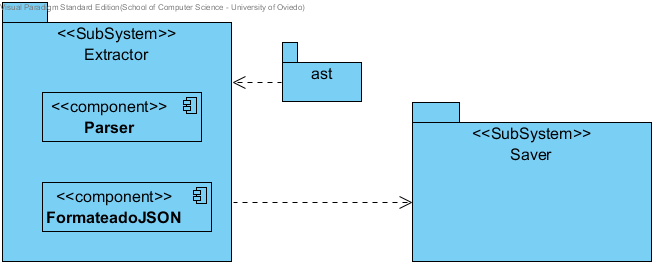 Visual Paradigm Standard Edition(School of Computer Science - University of Oviedo)
<<SubSystem>>
Extractor
<<component>>
Parser
<<component>>
FormateadoJSON
ast
<<SubSystem>>
Saver